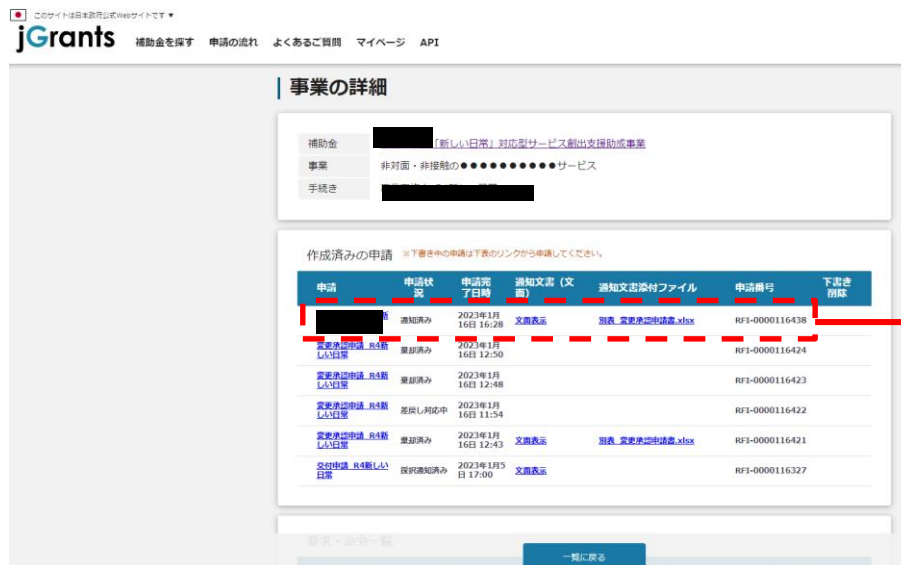 このサイトは日本政府公式Webサイトです ▼
jGrants 補助金を探す 申請の流れ よくあるご質問 マイページ API
事業の詳細
補助金 「新しい日常」対応型サービス創出支援助成事業
事業 非対面・非接触の●●●●●●●●●●サービス
手続き
作成済みの申請 ※下書き中の申請は下表のリンクから申請してください。
申請 申請状況 申請完了日時 通知文書（文面） 通知文書添付ファイル 申請番号 下書き削除
新 通知済み 2023年1月16日 16:28 文面表示 別表_変更承認申請書.xlsx RFI-0000116438
変更承認申請_R4新しい日常 棄却済み 2023年1月16日 12:50 RFI-0000116424
変更承認申請_R4新しい日常 棄却済み 2023年1月16日 12:48 RFI-0000116423
変更承認申請_R4新しい日常 差戻し対応中 2023年1月16日 11:54 RFI-0000116422
変更承認申請_R4新しい日常 棄却済み 2023年1月16日 12:43 文面表示 別表_変更承認申請書.xlsx RFI-0000116421
交付申請_R4新しい日常 採択通知済み 2023年1月5日 17:00 文面表示 RFI-0000116327
要求・命令一覧
一覧に戻る